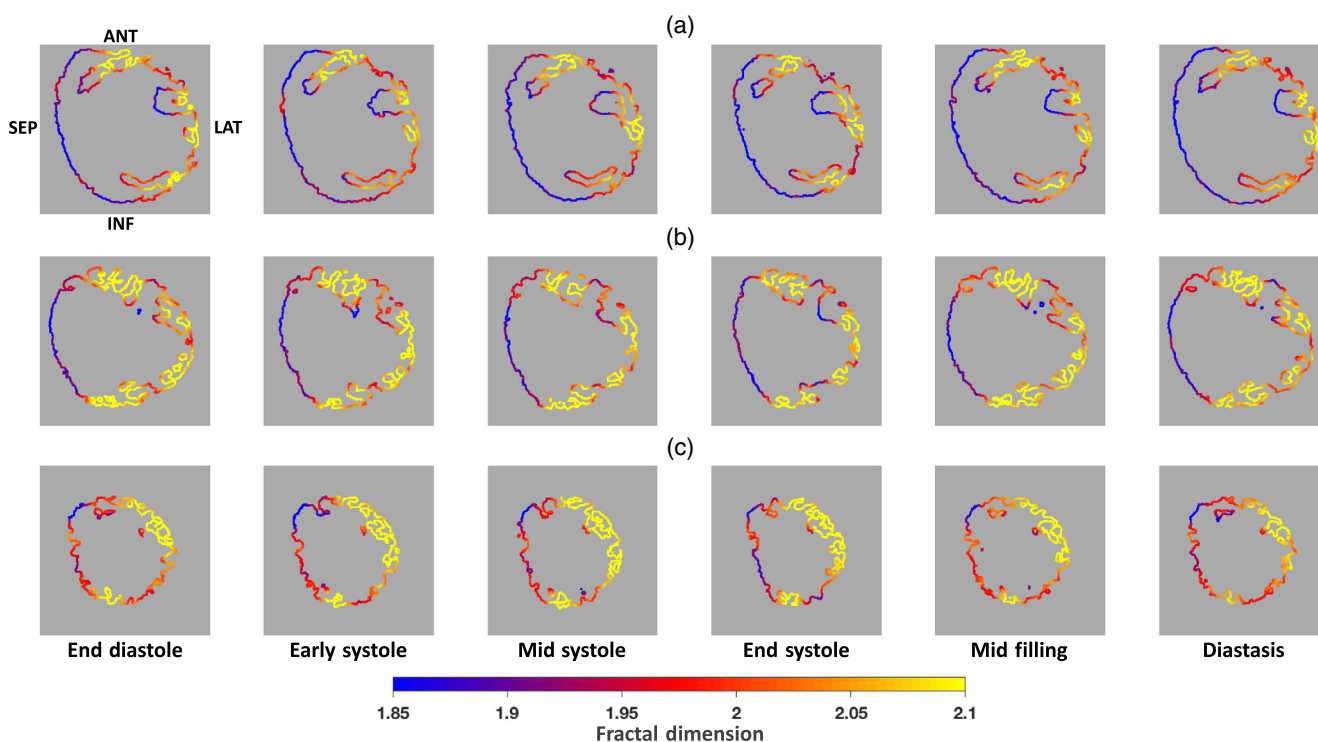 (a)
ANT
SEP
LAT
INF
(b)
(c)
End diastole Early systole Mid systole End systole Mid filling Diastasis
1.85 1.9 1.95 2 2.05 2.1
Fractal dimension